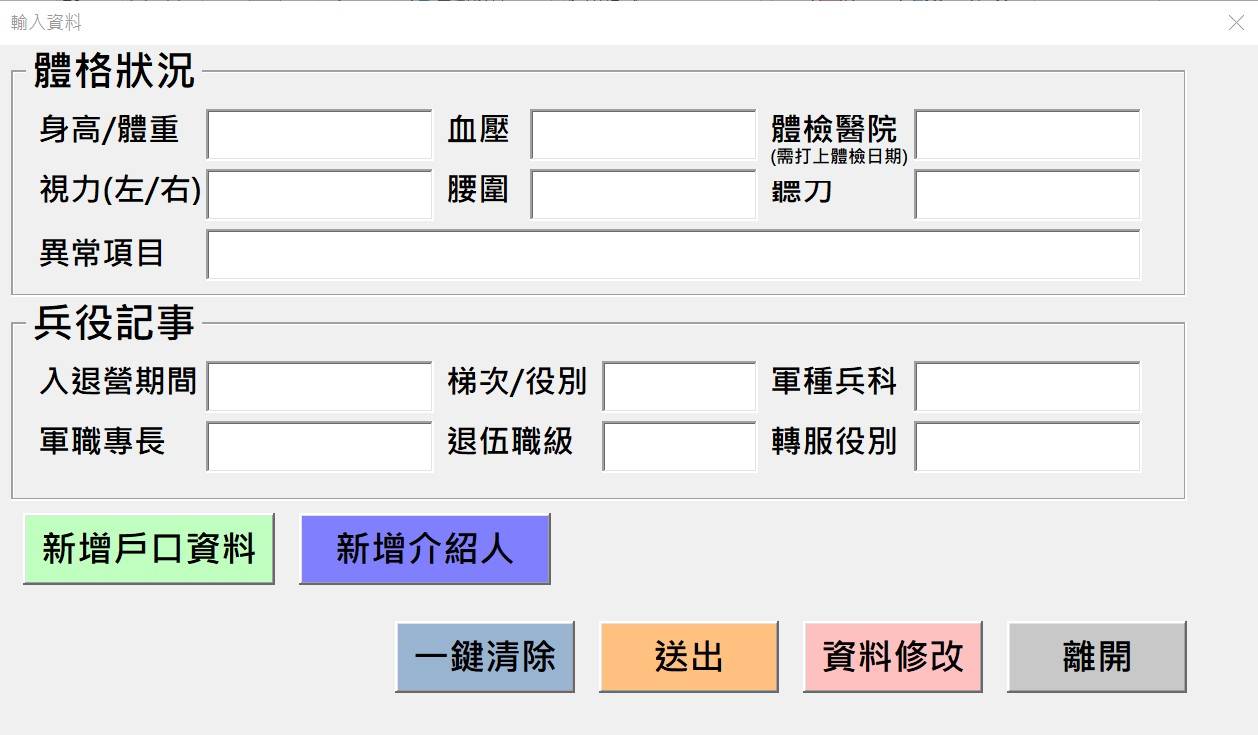 輸入資料
體格狀況
身高/體重 血壓 體檢醫院
(需打上體檢日期)
視力(左/右) 腰圍 聽刀
異常項目
兵役記事
入退營期間 梯次/役別 軍種兵科
軍職專長 退伍職級 轉服役別
新增戶口資料 新增介紹人
一鍵清除 送出 資料修改 離開